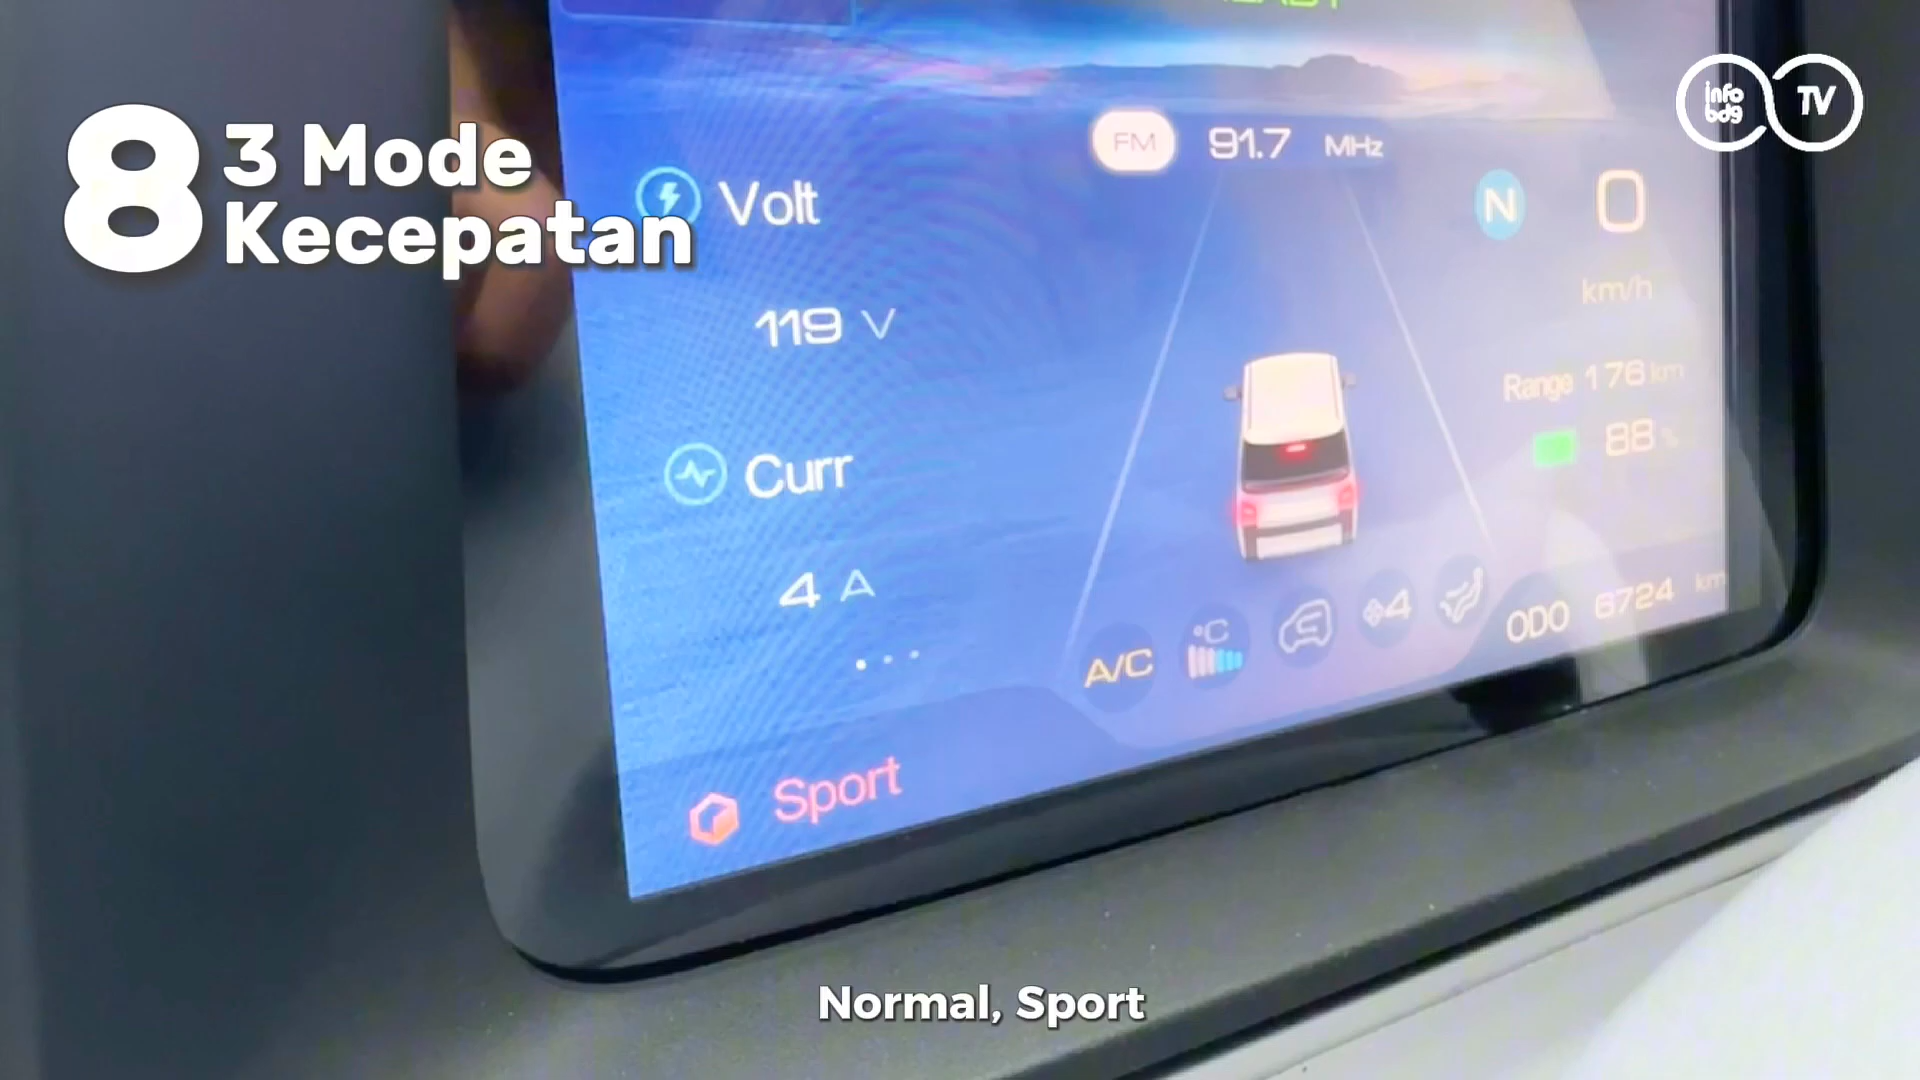 8
3 Mode
Kecepatan
info
bdg
TV
FM 91.7 MHz
Volt
N 0
km/h
119 V
Range 176 km
88 %
Curr
4 A
A/C
°C
4
ODO 6724 km
Sport
Normal, Sport